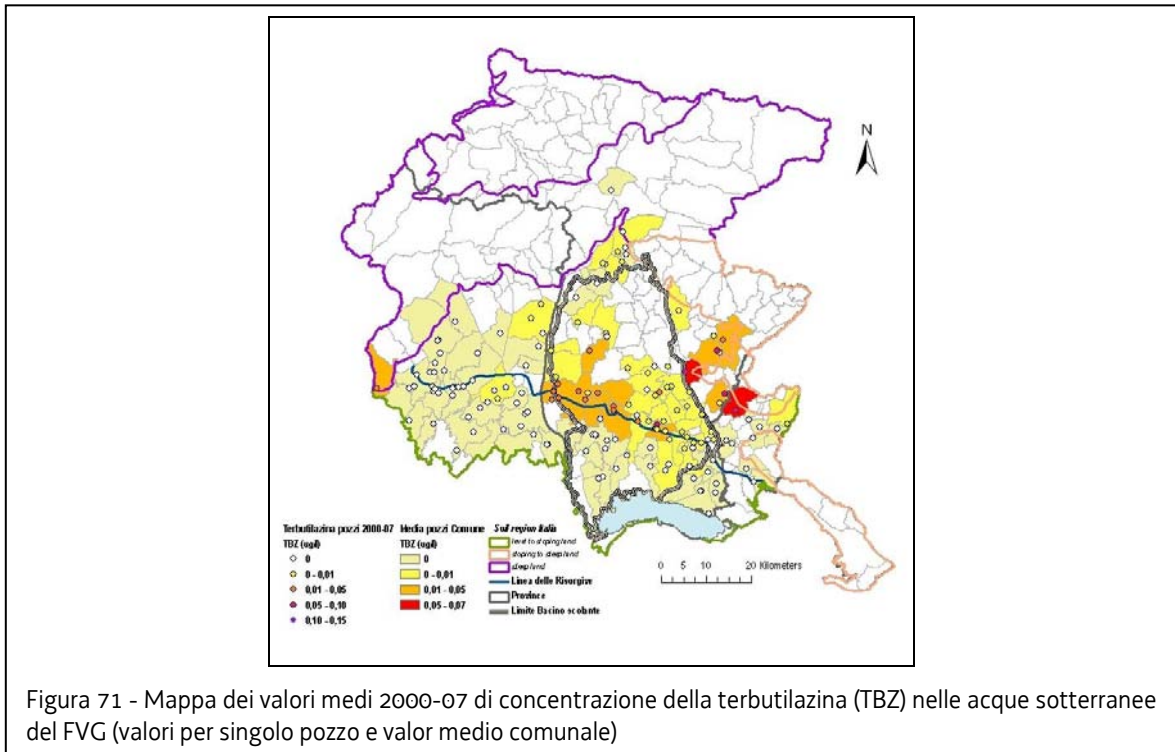 N
Terbutilazina pozzi 2000-07
TBZ (ug/l)
0
0 - 0,01
0,01 - 0,05
0,05 - 0,10
0,10 - 0,15
Media pozzi Comune
TBZ (ug/l)
0
0 - 0,01
0,01 - 0,05
0,05 - 0,07
Soil region Italia
level to sloping land
sloping to steep land
steep land
Linea delle Risorgive
Province
Limite Bacino scolante
0 5 10 20 Kilometers
Figura 71 - Mappa dei valori medi 2000-07 di concentrazione della terbutilazina (TBZ) nelle acque sotterranee
del FVG (valori per singolo pozzo e valor medio comunale)